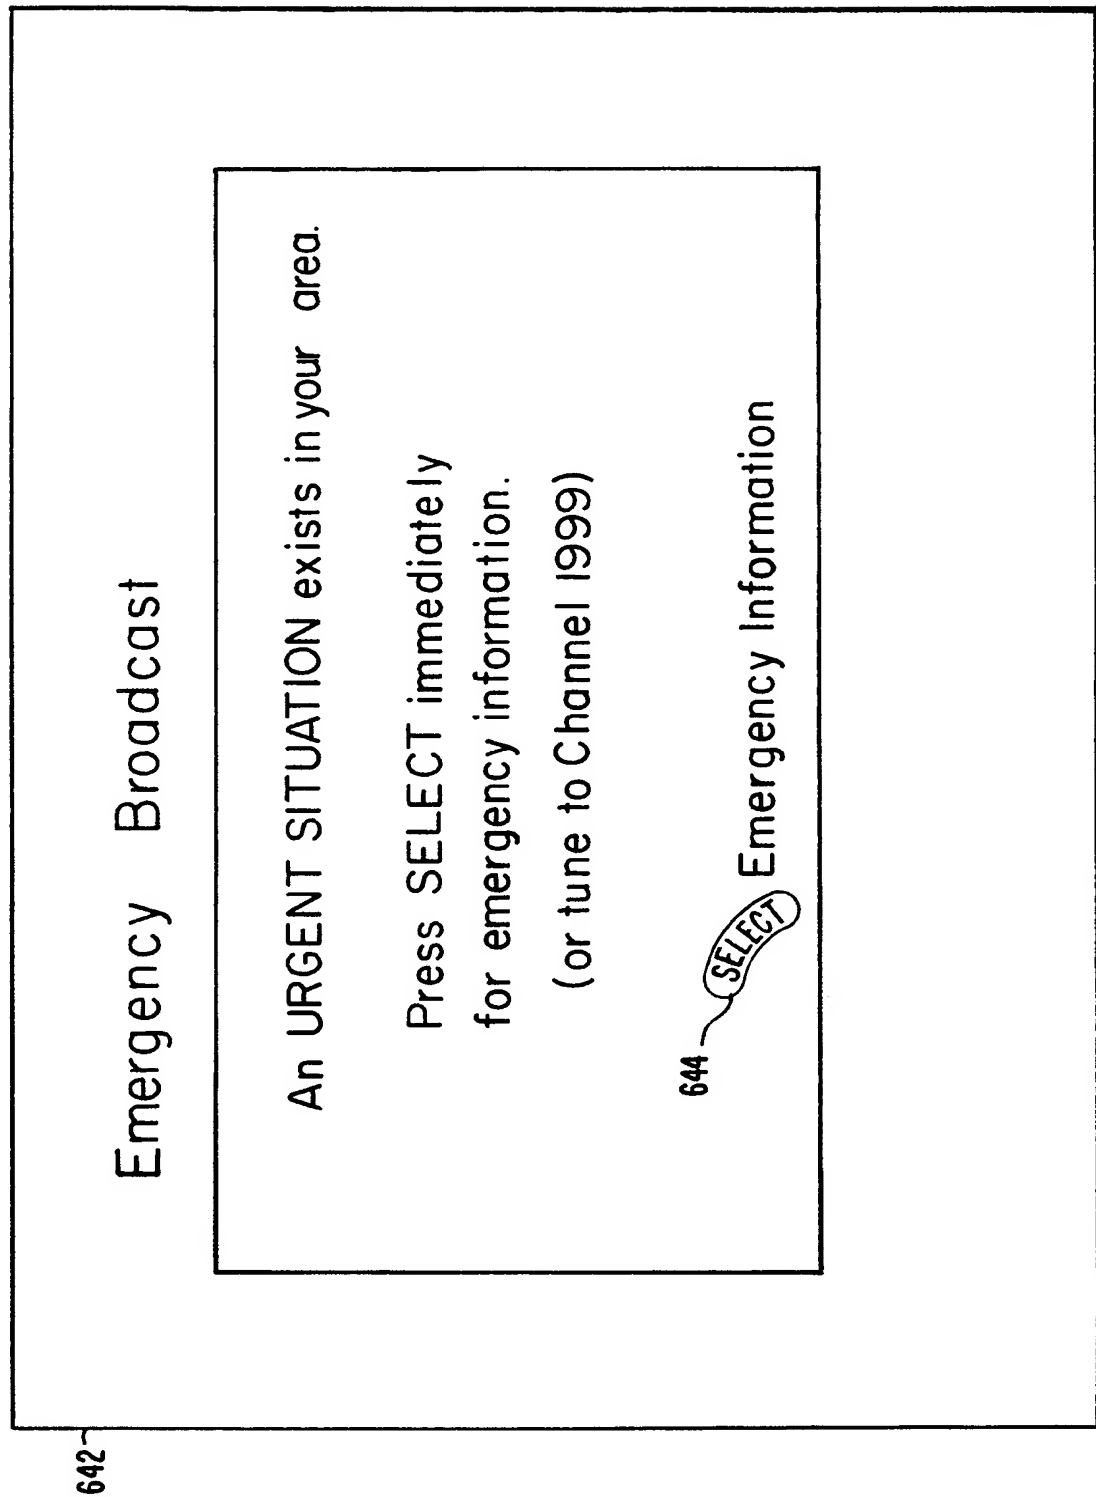 642
Emergency Broadcast
An URGENT SITUATION exists in your area.
Press SELECT immediately
for emergency information.
(or tune to Channel 1999)
644
SELECT Emergency Information